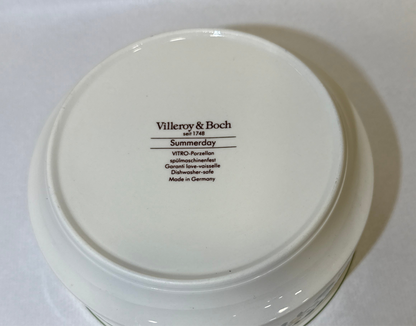 Villeroy & Boch
seit 1748
Summerday
VITRO-Porzellan
spülmaschinenfest
Garanti lave-vaisselle
Dishwasher-safe
Made in Germany